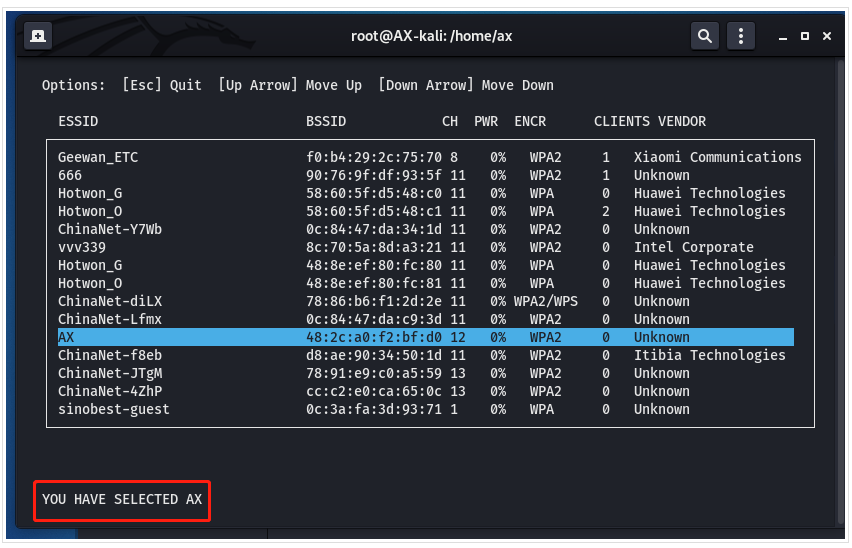 root@AX-kali: /home/ax
Options: [Esc] Quit [Up Arrow] Move Up [Down Arrow] Move Down
ESSID BSSID CH PWR ENCR CLIENTS VENDOR
Geewan_ETC f0:b4:29:2c:75:70 8 0% WPA2 1 Xiaomi Communications
666 90:76:9f:df:93:5f 11 0% WPA2 1 Unknown
Hotwon_G 58:60:5f:d5:48:c0 11 0% WPA 0 Huawei Technologies
Hotwon_O 58:60:5f:d5:48:c1 11 0% WPA 2 Huawei Technologies
ChinaNet-Y7Wb 0c:84:47:da:34:1d 11 0% WPA2 0 Unknown
vvv339 8c:70:5a:8d:a3:21 11 0% WPA2 0 Intel Corporate
Hotwon_G 48:8e:ef:80:fc:80 11 0% WPA 0 Huawei Technologies
Hotwon_O 48:8e:ef:80:fc:81 11 0% WPA 0 Huawei Technologies
ChinaNet-diLX 78:86:b6:f1:2d:2e 11 0% WPA2/WPS 0 Unknown
ChinaNet-Lfmx 0c:84:47:da:c9:3d 11 0% WPA2 0 Unknown
AX 48:2c:a0:f2:bf:d0 12 0% WPA2 0 Unknown
ChinaNet-f8eb d8:ae:90:34:50:1d 11 0% WPA2 0 Itibia Technologies
ChinaNet-JTgM 78:91:e9:c0:a5:59 13 0% WPA2 0 Unknown
ChinaNet-4ZhP cc:c2:e0:ca:65:0c 13 0% WPA2 0 Unknown
sinobest-guest 0c:3a:fa:3d:93:71 1 0% WPA 0 Unknown
YOU HAVE SELECTED AX